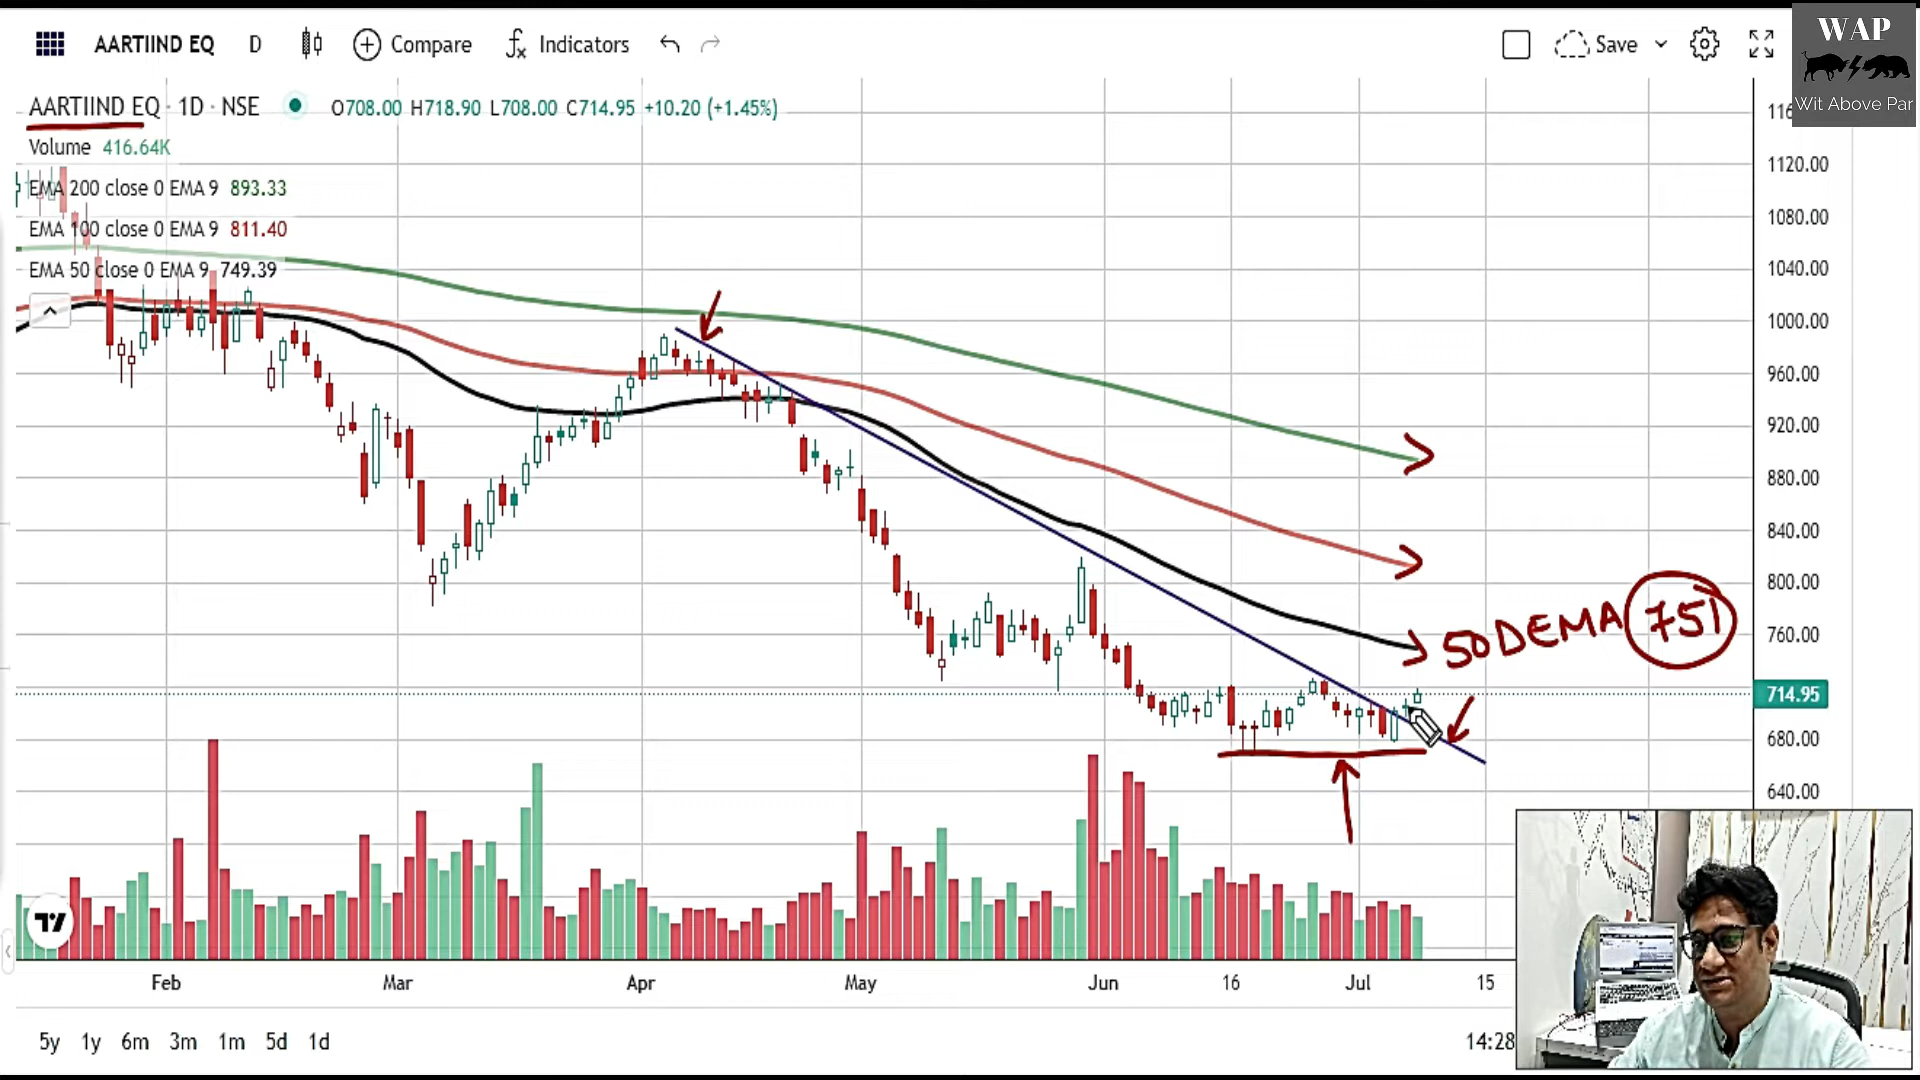 AARTIIND EQ D Compare Indicators Save
WAP
Wit Above Par
AARTIIND EQ · 1D · NSE O708.00 H718.90 L708.00 C714.95 +10.20 (+1.45%)
Volume 416.64K
EMA 200 close 0 EMA 9 893.33
EMA 100 close 0 EMA 9 811.40
EMA 50 close 0 EMA 9 749.39
1120.00
1080.00
1040.00
1000.00
960.00
920.00
880.00
840.00
800.00
760.00
50DEMA 751
714.95
680.00
640.00
Feb Mar Apr May Jun 16 Jul 15
5y 1y 6m 3m 1m 5d 1d
14:28